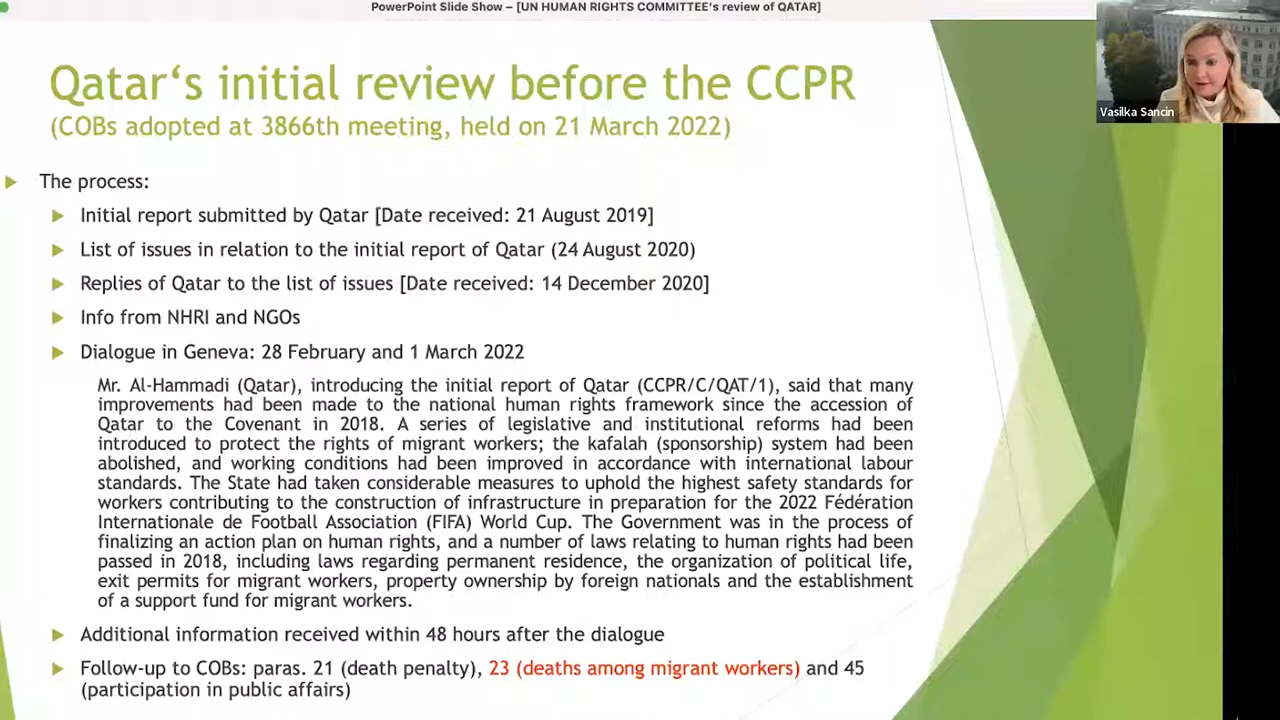 PowerPoint Slide Show – [UN HUMAN RIGHTS COMMITTEE's review of QATAR]
Vasilka Sancin
Qatar‘s initial review before the CCPR
(COBs adopted at 3866th meeting, held on 21 March 2022)
The process:
Initial report submitted by Qatar [Date received: 21 August 2019]
List of issues in relation to the initial report of Qatar (24 August 2020)
Replies of Qatar to the list of issues [Date received: 14 December 2020]
Info from NHRI and NGOs
Dialogue in Geneva: 28 February and 1 March 2022
Mr. Al-Hammadi (Qatar), introducing the initial report of Qatar (CCPR/C/QAT/1), said that many
improvements had been made to the national human rights framework since the accession of
Qatar to the Covenant in 2018. A series of legislative and institutional reforms had been
introduced to protect the rights of migrant workers; the kafalah (sponsorship) system had been
abolished, and working conditions had been improved in accordance with international labour
standards. The State had taken considerable measures to uphold the highest safety standards for
workers contributing to the construction of infrastructure in preparation for the 2022 Fédération
Internationale de Football Association (FIFA) World Cup. The Government was in the process of
finalizing an action plan on human rights, and a number of laws relating to human rights had been
passed in 2018, including laws regarding permanent residence, the organization of political life,
exit permits for migrant workers, property ownership by foreign nationals and the establishment
of a support fund for migrant workers.
Additional information received within 48 hours after the dialogue
Follow-up to COBs: paras. 21 (death penalty), 23 (deaths among migrant workers) and 45
(participation in public affairs)